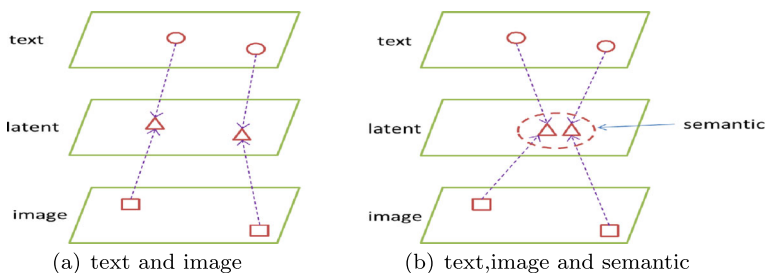 text
latent
image
(a) text and image
text
latent
semantic
image
(b) text,image and semantic